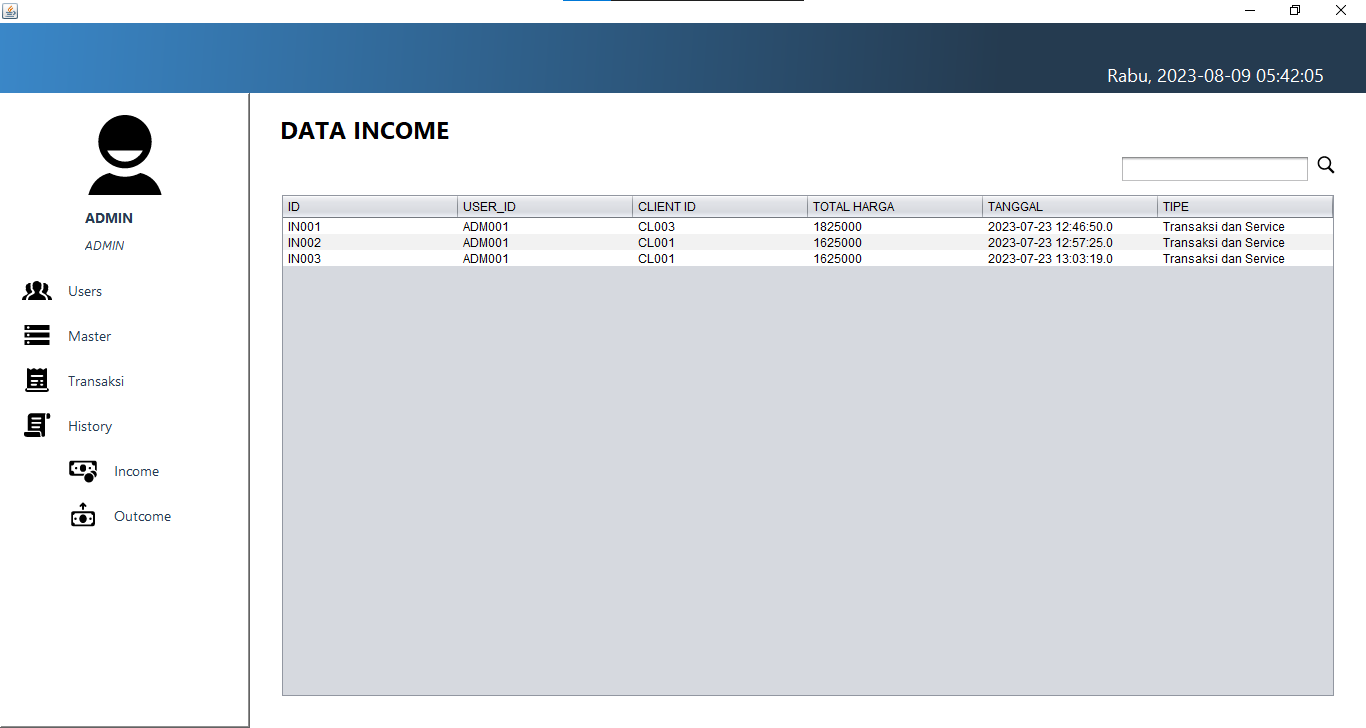 Rabu, 2023-08-09 05:42:05
ADMIN
ADMIN
Users
Master
Transaksi
History
Income
Outcome
DATA INCOME
ID USER_ID CLIENT ID TOTAL HARGA TANGGAL TIPE
IN001 ADM001 CL003 1825000 2023-07-23 12:46:50.0 Transaksi dan Service
IN002 ADM001 CL001 1625000 2023-07-23 12:57:25.0 Transaksi dan Service
IN003 ADM001 CL001 1625000 2023-07-23 13:03:19.0 Transaksi dan Service